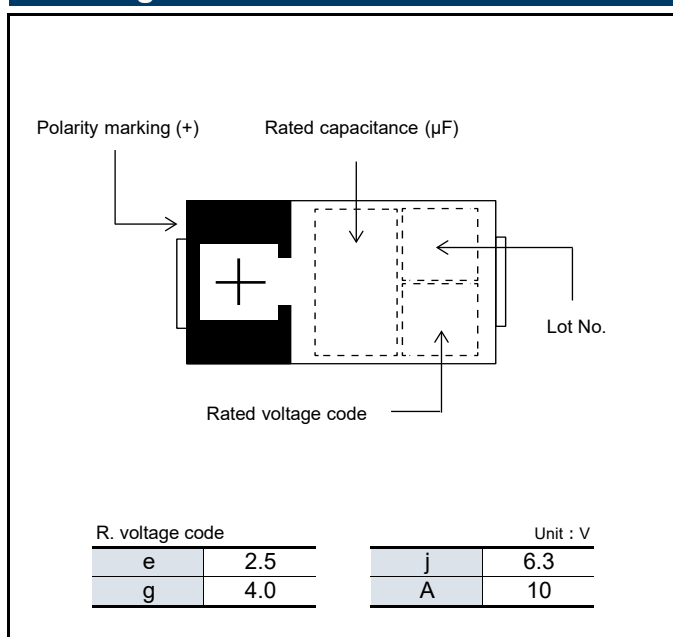 Polarity marking (+)
Rated capacitance (µF)
Lot No.
Rated voltage code
R. voltage code
Unit : V
e 2.5 j 6.3
g 4.0 A 10